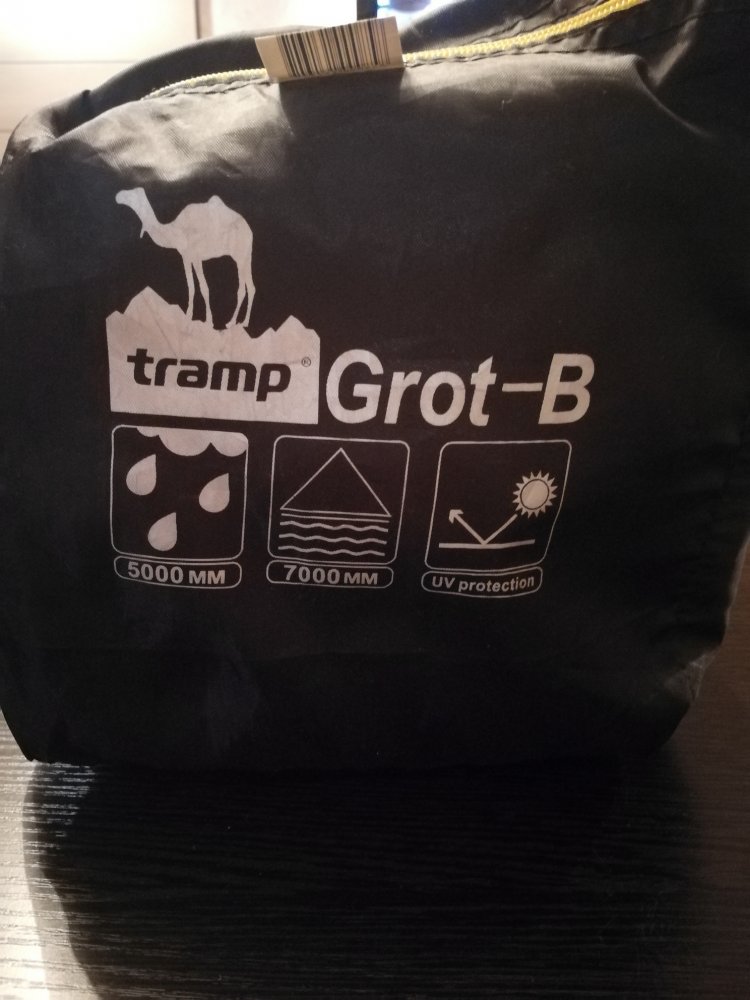 tramp® Grot-B
5000 MM
7000 MM
UV protection